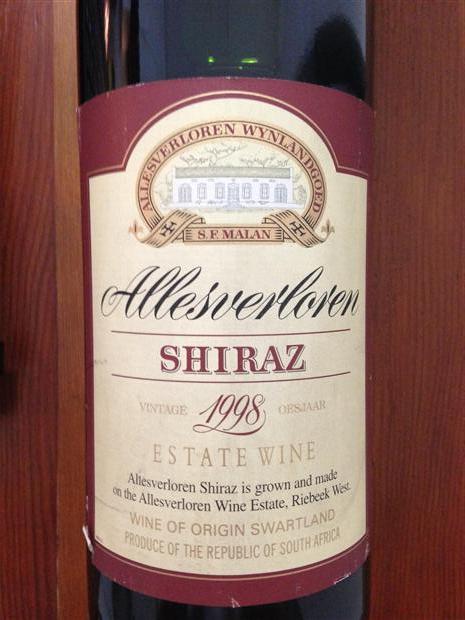 ALLESVERLOREN WYNLANDGOED
S.F. MALAN
Allesverloren
SHIRAZ
VINTAGE 1998 OESJAAR
ESTATE WINE
Allesverloren Shiraz is grown and made
on the Allesverloren Wine Estate, Riebeek West.
WINE OF ORIGIN SWARTLAND
PRODUCE OF THE REPUBLIC OF SOUTH AFRICA